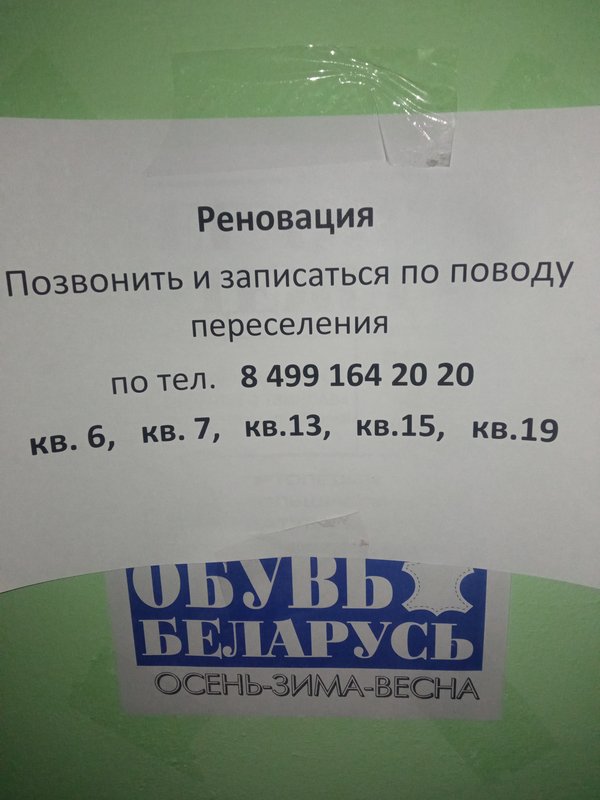 Реновация
Позвонить и записаться по поводу
переселения
по тел. 8 499 164 20 20
кв. 6, кв. 7, кв.13, кв.15, кв.19
ОБУВЬ
БЕЛАРУСЬ
ОСЕНЬ-ЗИМА-ВЕСНА